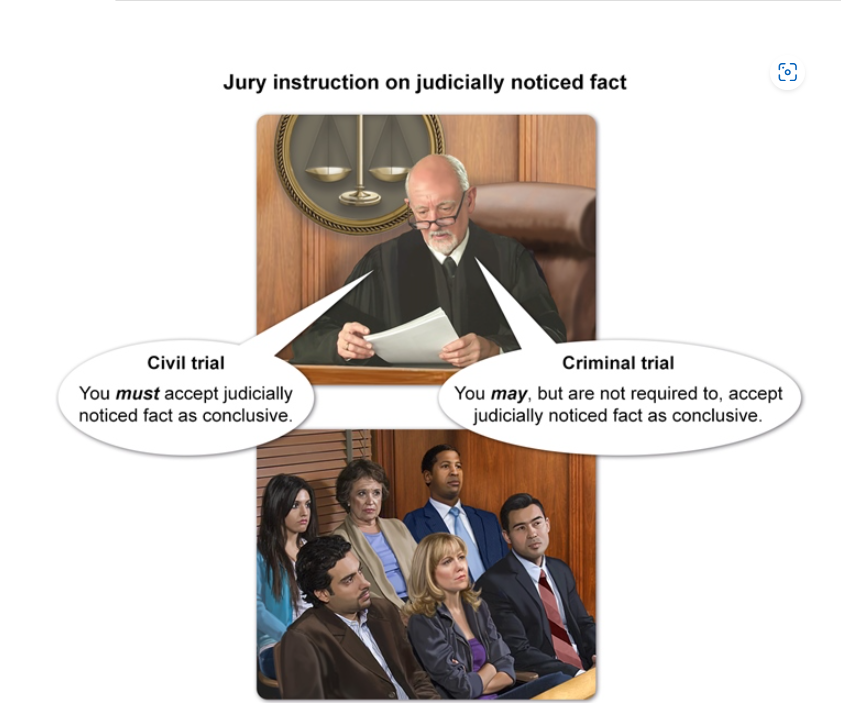 Jury instruction on judicially noticed fact
Civil trial
You must accept judicially
noticed fact as conclusive.
Criminal trial
You may, but are not required to, accept
judicially noticed fact as conclusive.